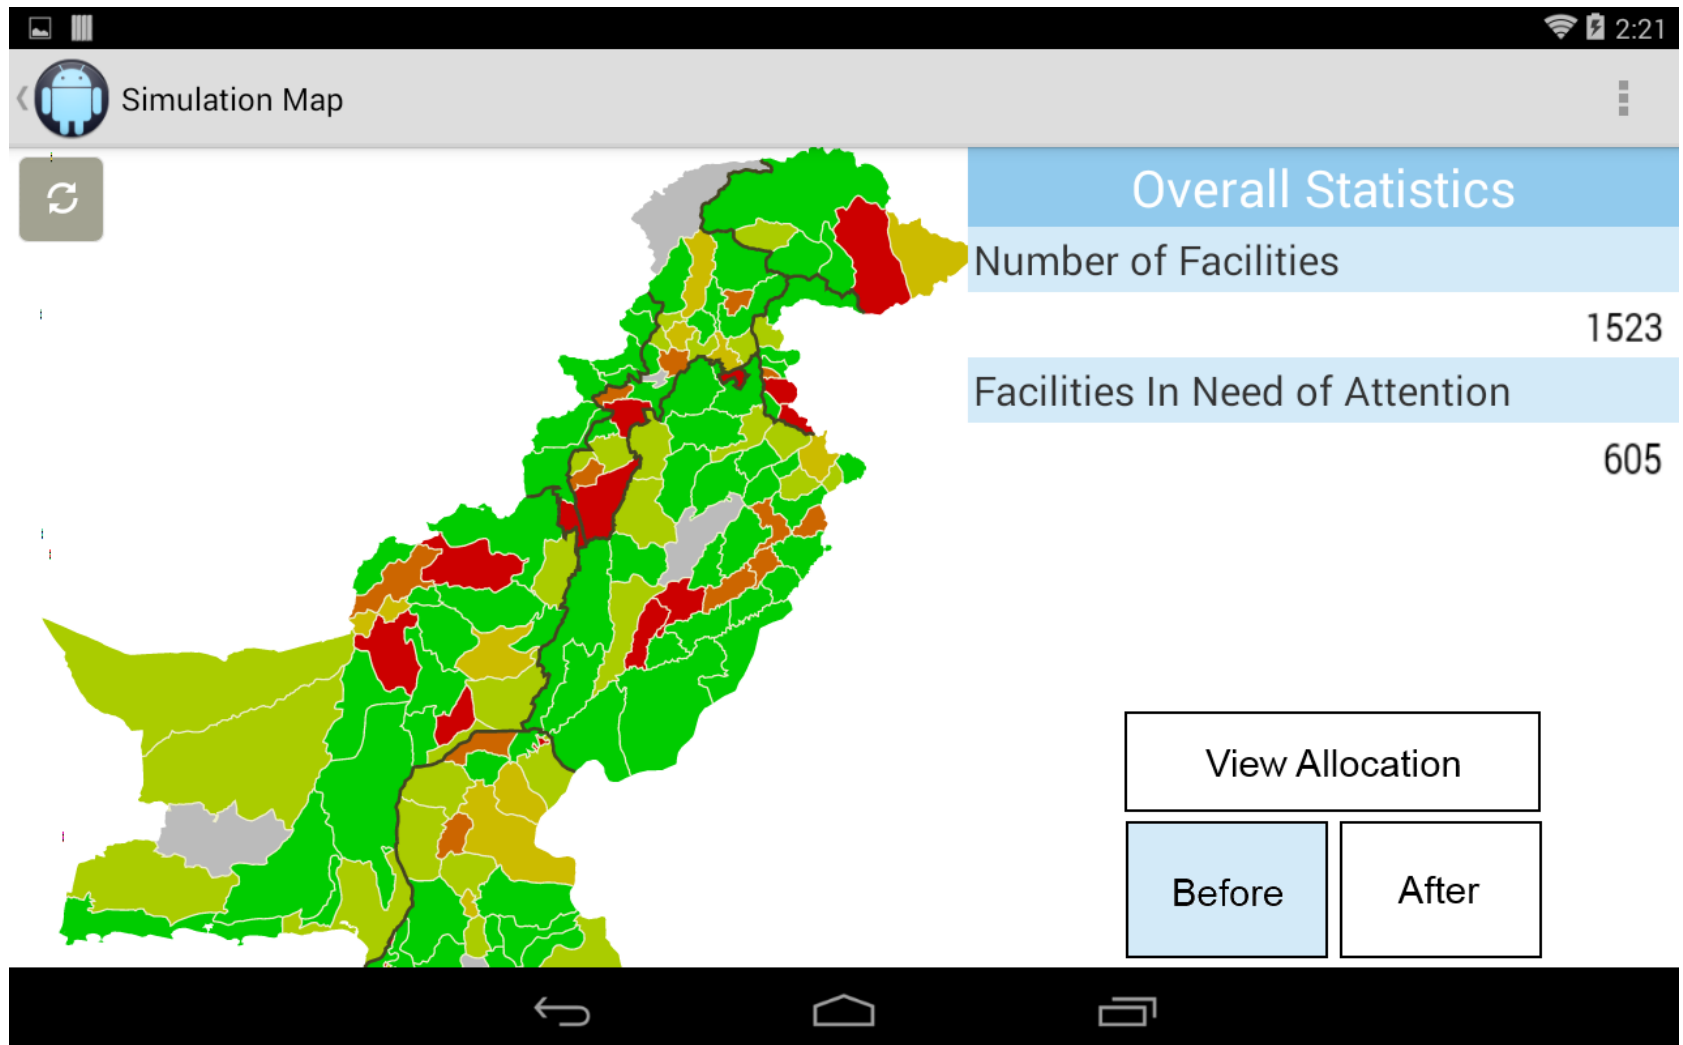 2:21
Simulation Map
Overall Statistics
Number of Facilities
1523
Facilities In Need of Attention
605
View Allocation
Before
After